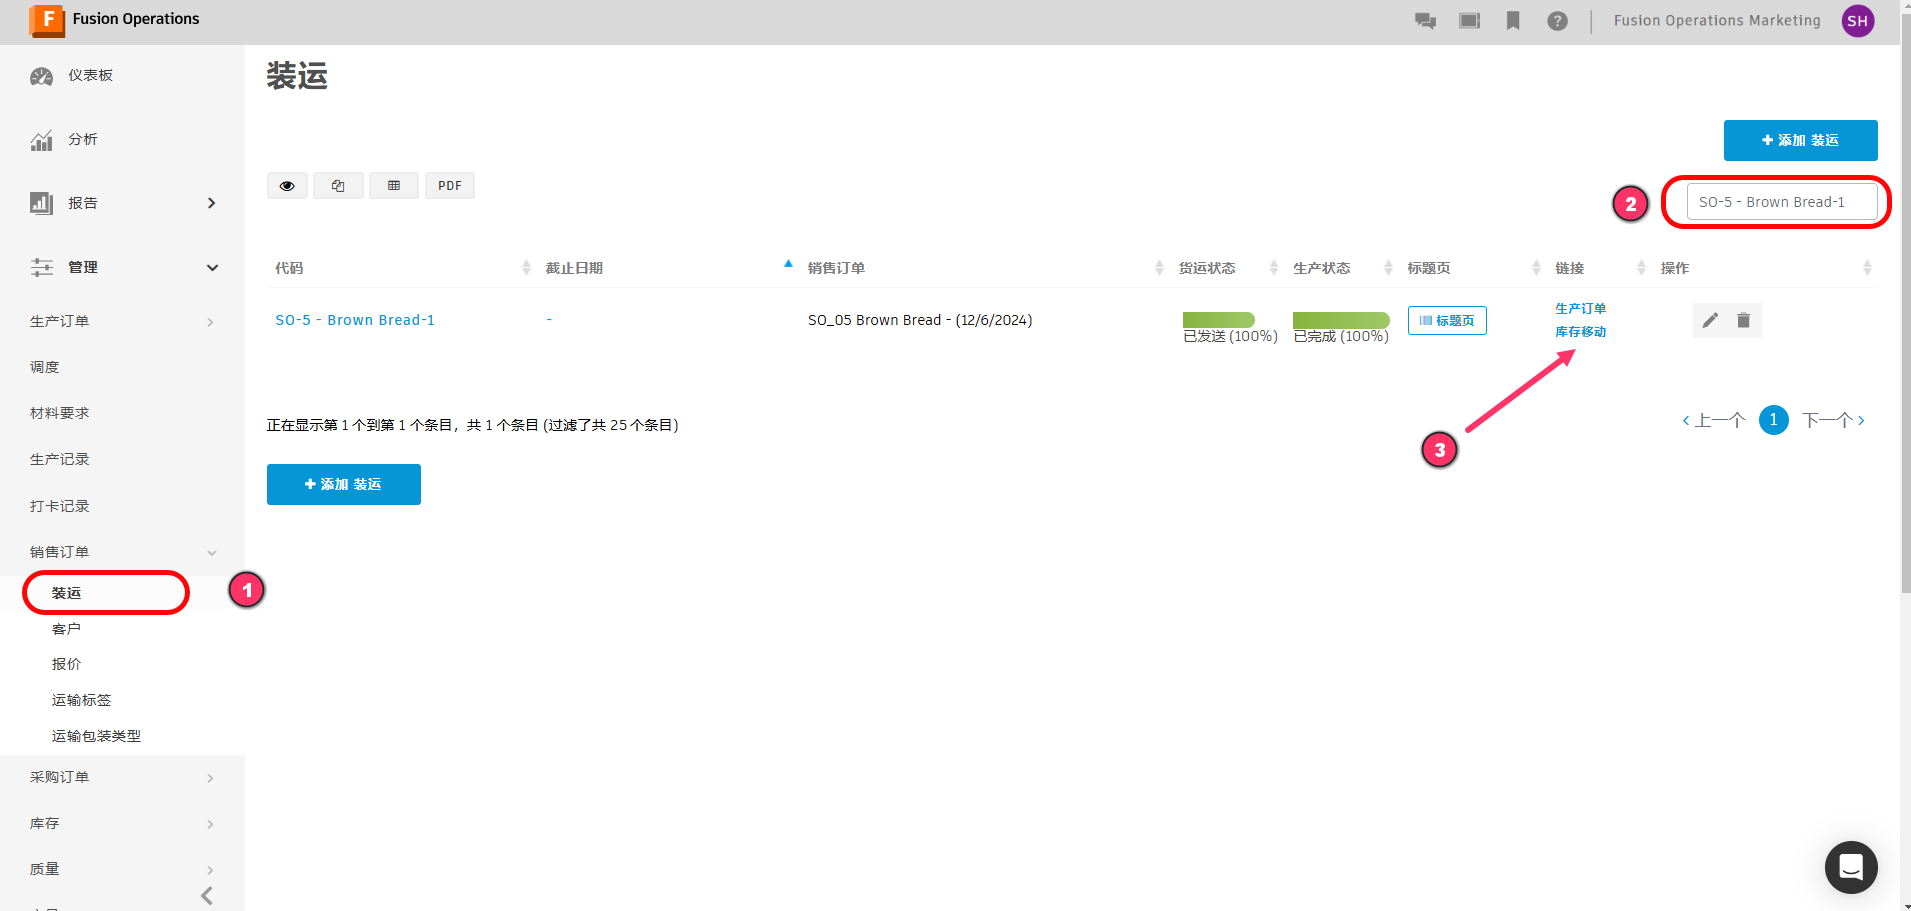 Fusion Operations
Fusion Operations Marketing
SH
仪表板
分析
报告
管理
生产订单
调度
材料要求
生产记录
打卡记录
销售订单
装运
客户
报价
运输标签
运输包装类型
采购订单
库存
质量
1
装运
添加 装运
PDF
2
SO-5 - Brown Bread-1
代码 截止日期 销售订单 货运状态 生产状态 标题页 链接 操作
SO-5 - Brown Bread-1 - SO_05 Brown Bread - (12/6/2024) 已发送 (100%) 已完成 (100%) 标题页 生产订单
库存移动
正在显示第 1 个到第 1 个条目，共 1 个条目 (过滤了共 25 个条目)
上一个 1 下一个
3
添加 装运